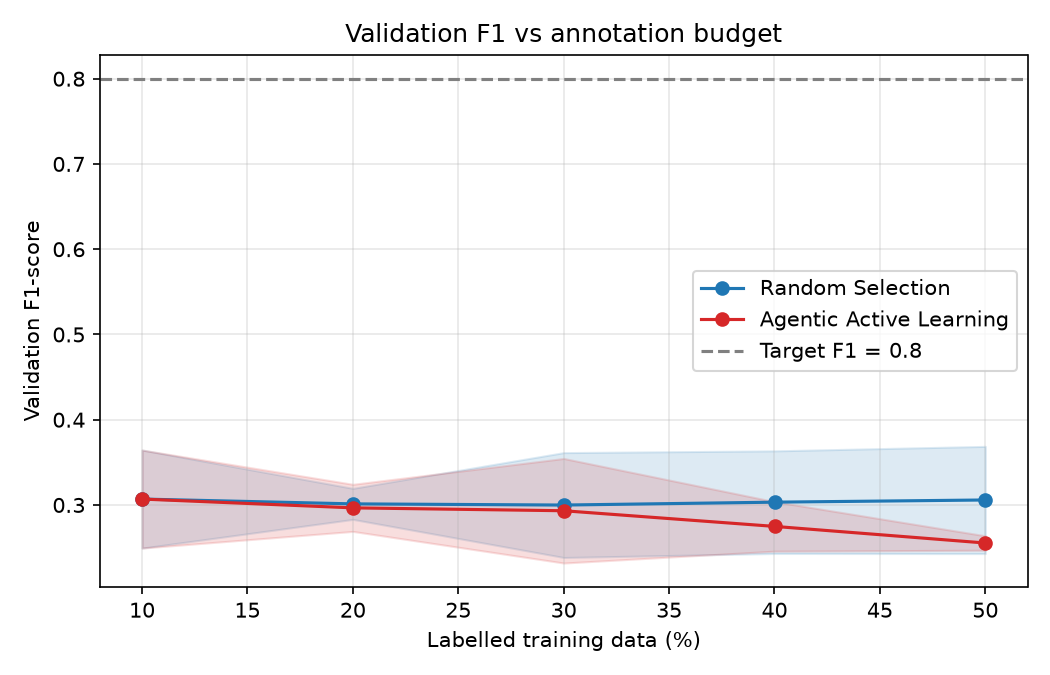 Validation F1 vs annotation budget
Validation F1-score
0.8
0.7
0.6
0.5
0.4
0.3
Random Selection
Agentic Active Learning
Target F1 = 0.8
10 15 20 25 30 35 40 45 50
Labelled training data (%)